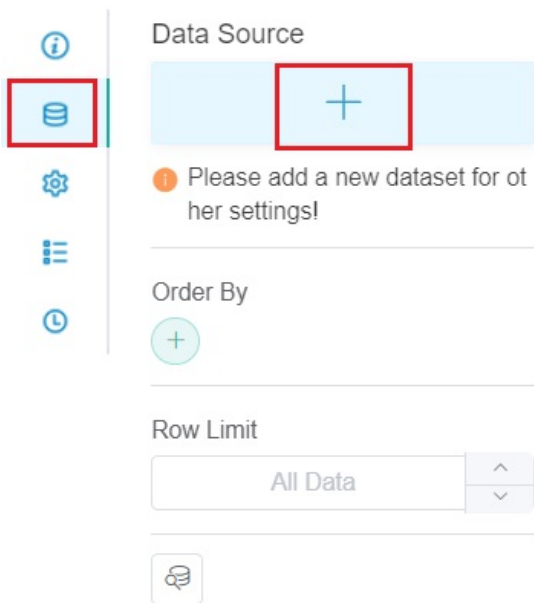 Data Source
Please add a new dataset for ot
her settings!
Order By
Row Limit
All Data